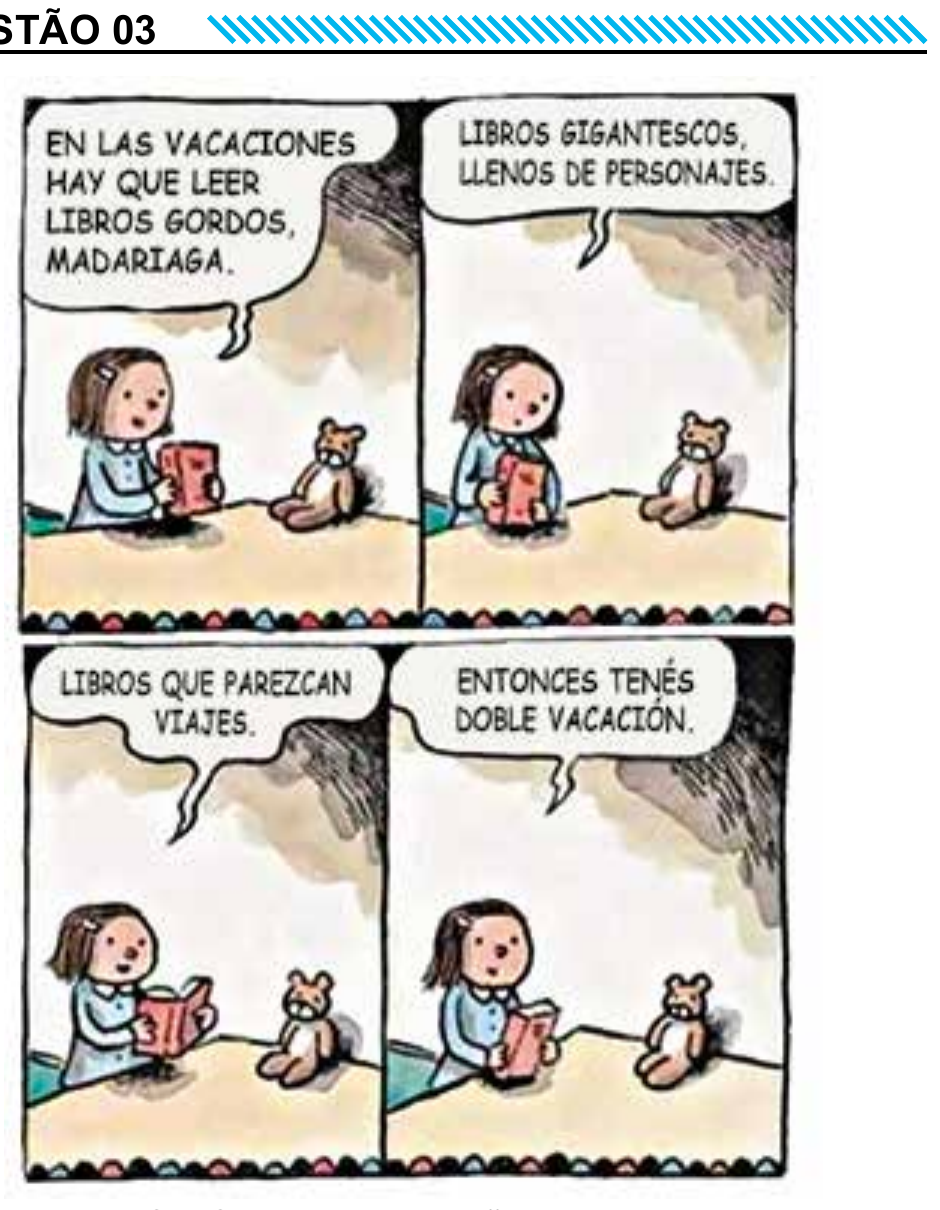 STÃO 03
EN LAS VACACIONES
HAY QUE LEER
LIBROS GORDOS,
MADARIAGA.
LIBROS GIGANTESCOS,
LLENOS DE PERSONAJES.
LIBROS QUE PAREZCAN
VIAJES.
ENTONCES TENÉS
DOBLE VACACIÓN.